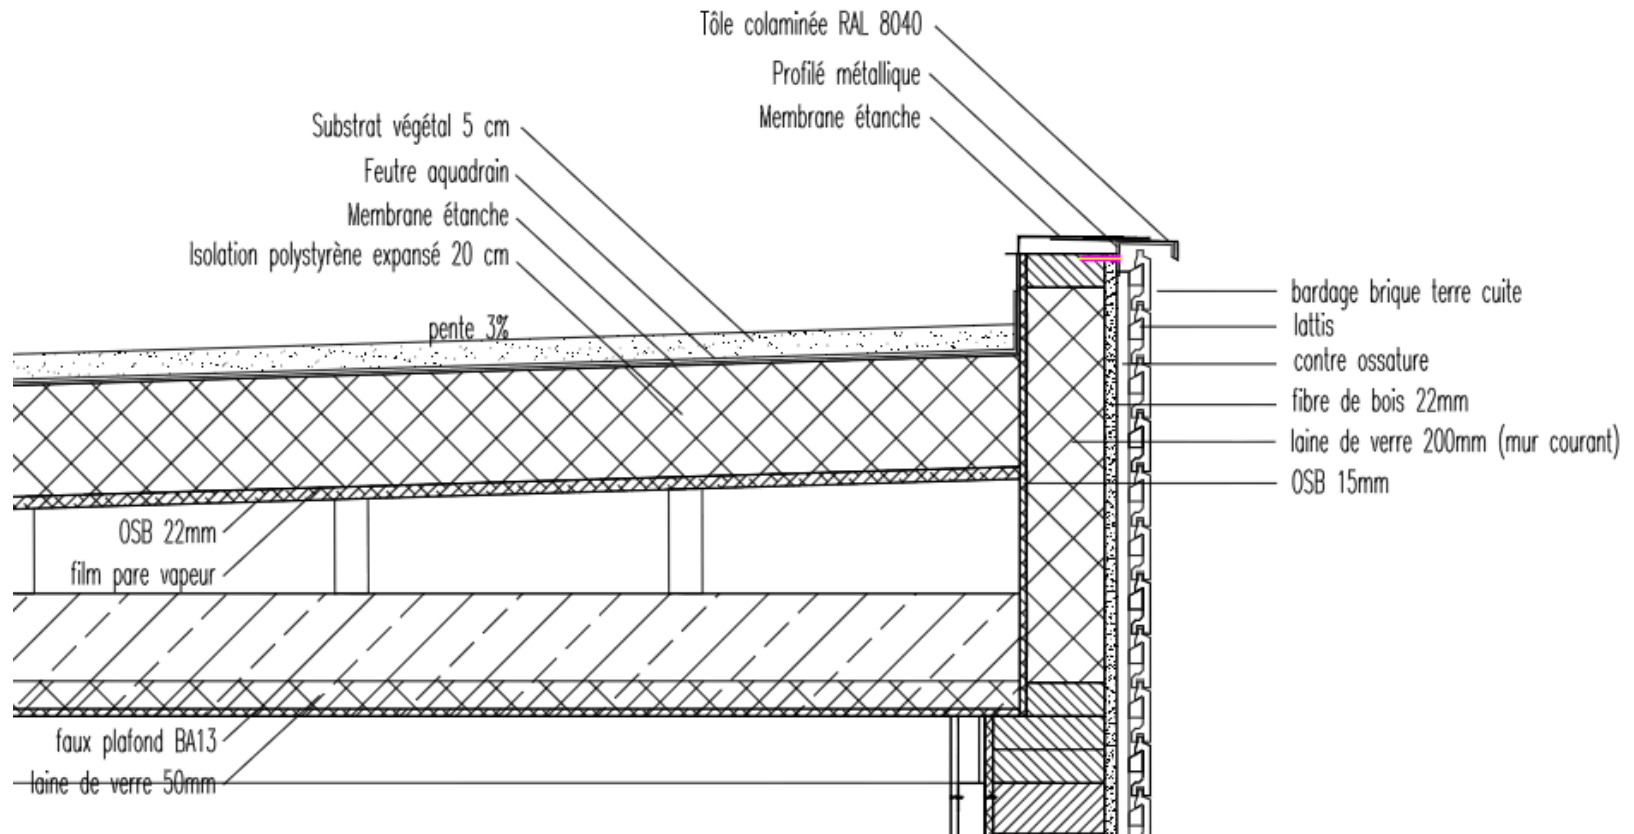 Tôle colaminée RAL 8040
Profilé métallique
Membrane étanche
Substrat végétal 5 cm
Feutre aquadrain
Membrane étanche
Isolation polystyrène expansé 20 cm
pente 3%
bardage brique terre cuite
lattis
contre ossature
fibre de bois 22mm
laine de verre 200mm (mur courant)
OSB 15mm
OSB 22mm
film pare vapeur
faux plafond BA13
laine de verre 50mm